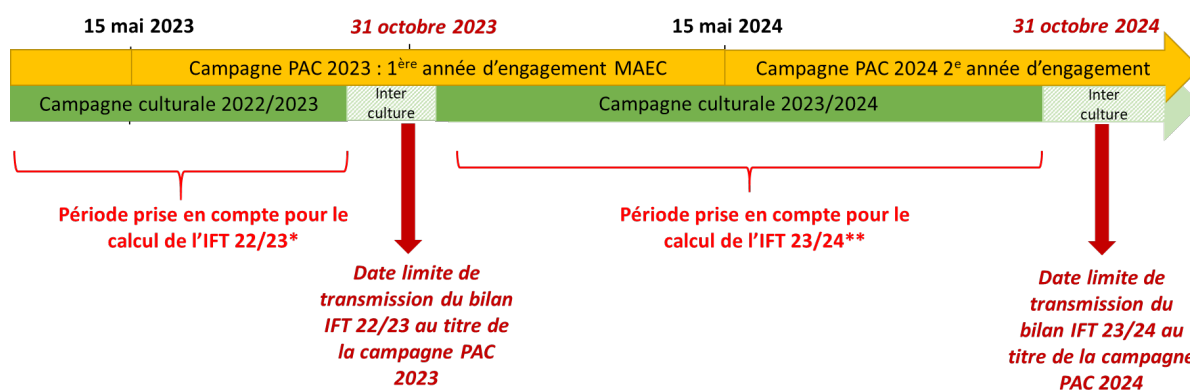 15 mai 2023
31 octobre 2023
15 mai 2024
31 octobre 2024
Campagne PAC 2023 : 1ère année d’engagement MAEC
Campagne PAC 2024 2e année d’engagement
Campagne culturale 2022/2023
Inter
culture
Campagne culturale 2023/2024
Inter
culture
Période prise en compte pour le
calcul de l’IFT 22/23*
Période prise en compte pour le
calcul de l’IFT 23/24**
Date limite de
transmission du bilan
IFT 22/23 au titre de
la campagne PAC
2023
Date limite de
transmission du
bilan IFT 23/24 au
titre de la campagne
PAC 2024